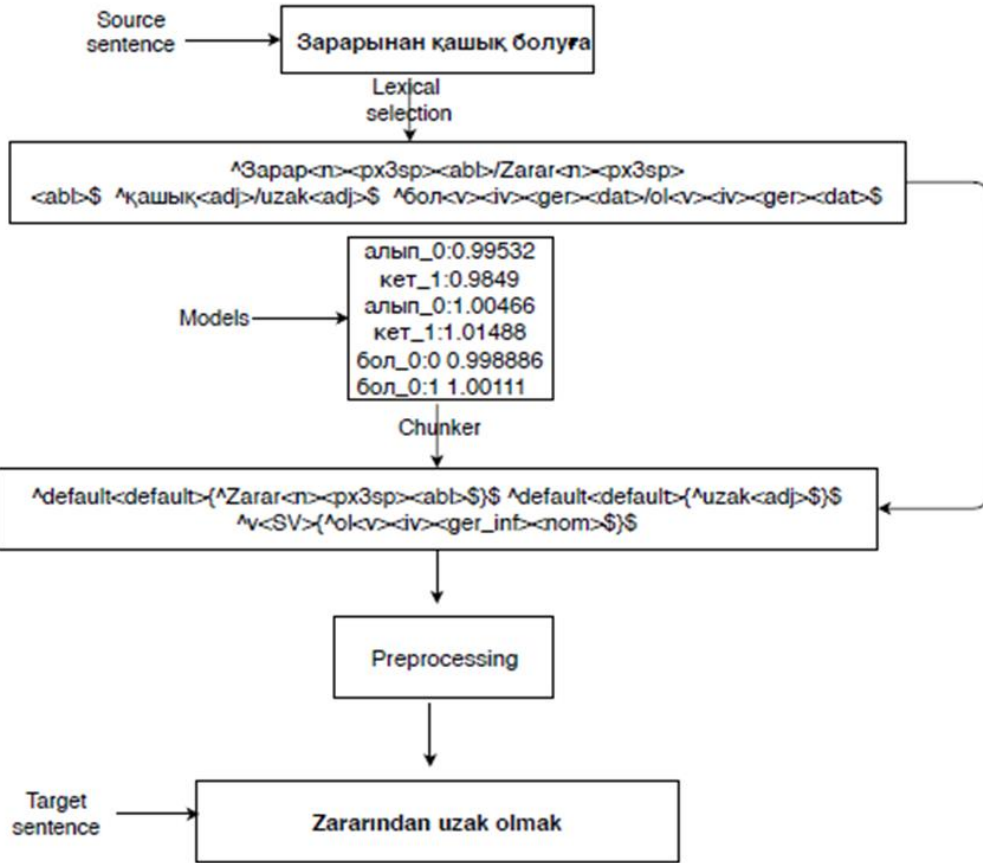 Source
sentence
Зарарынан қашық болуға
Lexical
selection
^Зарар<n><px3sp><abl>/Zarar<n><px3sp>
<abl>$ ^қашық<adj>/uzak<adj>$ ^бол<v><iv><ger><dat>/ol<v><iv><ger><dat>$
Models
алып_0:0.99532
кет_1:0.9849
алып_0:1.00466
кет_1:1.01488
бол_0:0 0.998886
бол_0:1 1.00111
Chunker
^default<default>{^Zarar<n><px3sp><abl>$}$ ^default<default>{^uzak<adj>$}$
^v<SV>{^ol<v><iv><ger_inf><nom>$}$
Preprocessing
Target
sentence
Zararından uzak olmak